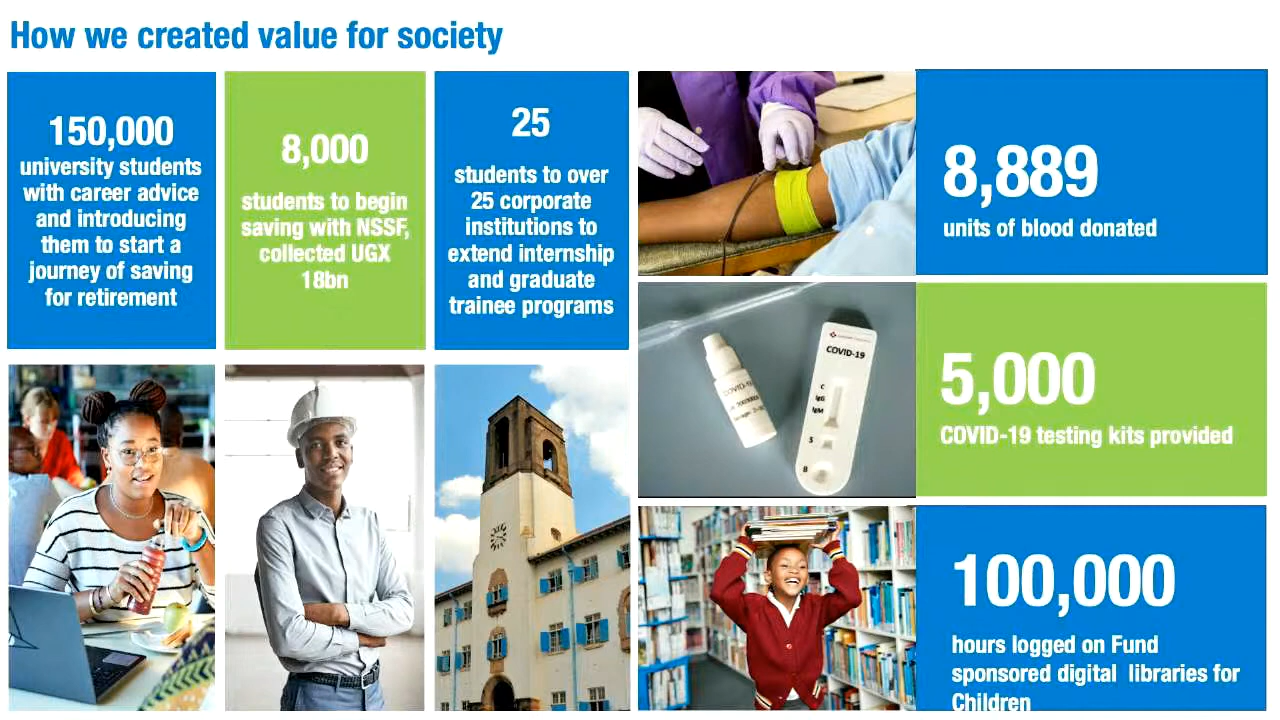 How we created value for society
150,000
university students
with career advice
and introducing
them to start a
journey of saving
for retirement
8,000
students to begin
saving with NSSF,
collected UGX
18bn
25
students to over
25 corporate
institutions to
extend internship
and graduate
trainee programs
8,889
units of blood donated
COVID-19
C
IgG
IgM
S
B
5,000
COVID-19 testing kits provided
100,000
hours logged on Fund
sponsored digital libraries for
Children